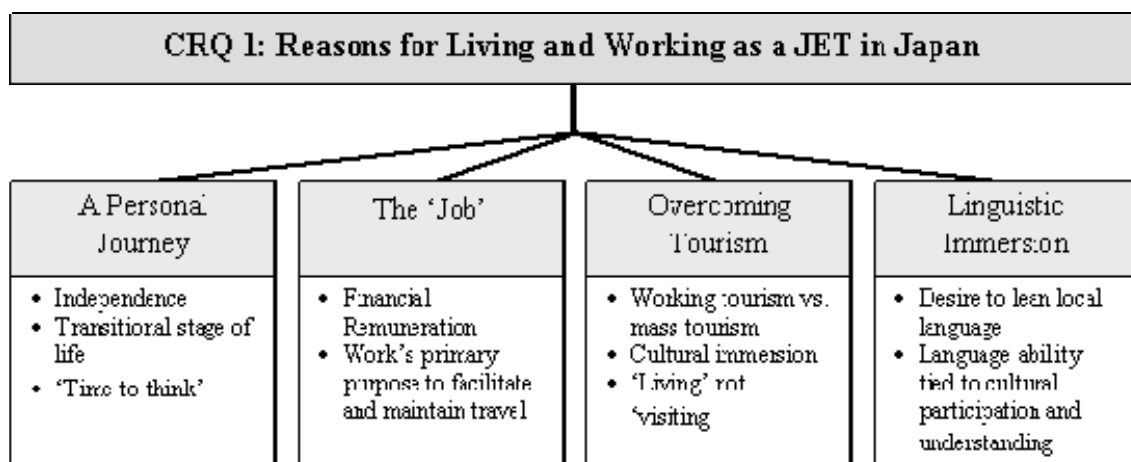 CRQ 1: Reasons for Living and Working as a JET in Japan
A Personal
Journey
• Independence
• Transitional stage of
life
• ‘Time to think’
The ‘Job’
• Financial
Remuneration
• Work’s primary
purpose to facilitate
and maintain travel
Overcoming
Tourism
• Working tourism vs.
mass tourism
• Cultural immersion
• ‘Living’ not
‘visiting
Linguistic
Immersion
• Desire to lean local
language
• Language ability
tied to cultural
participation and
understanding